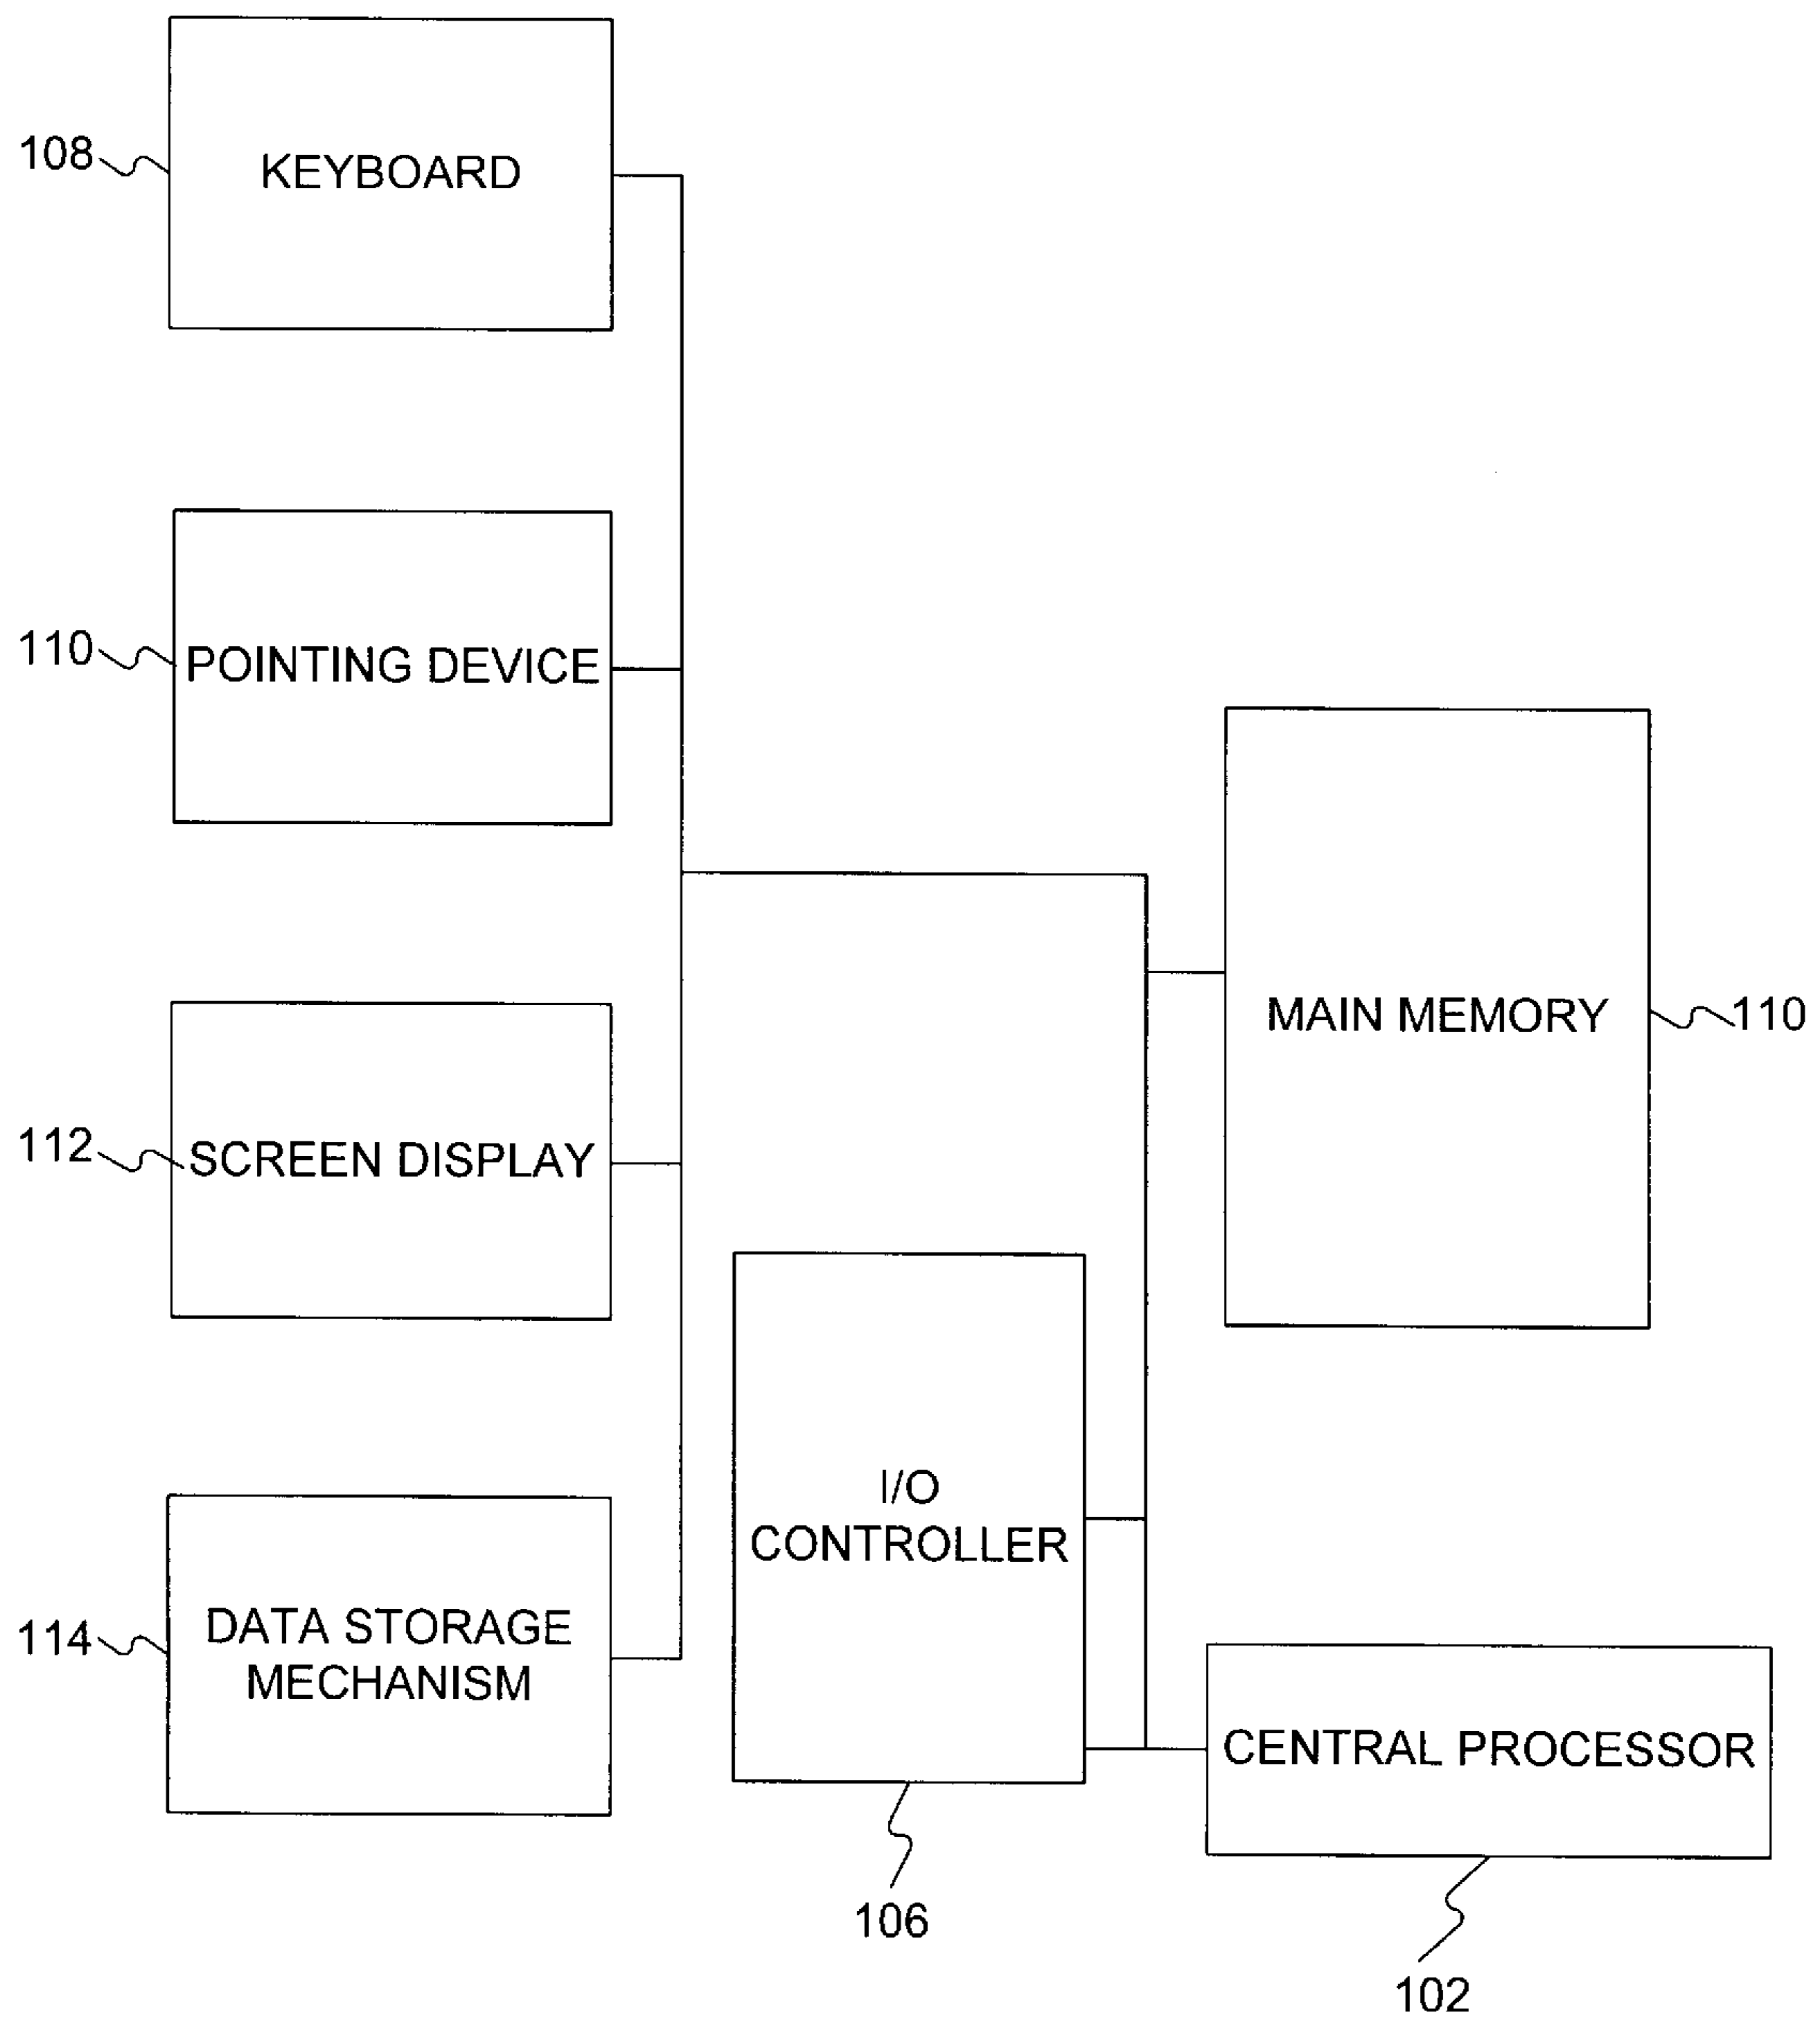 108
KEYBOARD
110
POINTING DEVICE
MAIN MEMORY
110
112
SCREEN DISPLAY
I/O
CONTROLLER
114
DATA STORAGE
MECHANISM
CENTRAL PROCESSOR
106
102